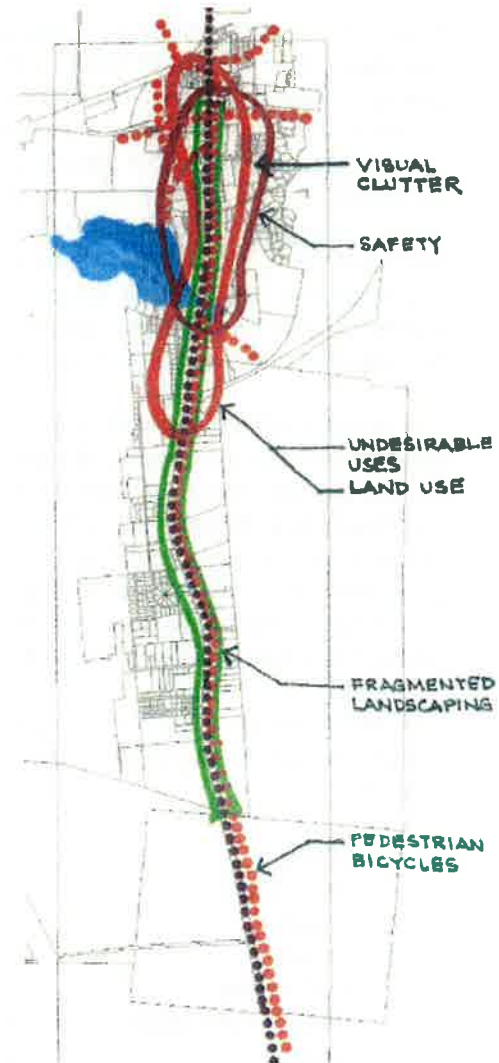 VISUAL
CLUTTER
SAFETY
UNDESIRABLE
USES
LAND USE
FRAGMENTED
LANDSCAPING
PEDESTRIAN
BICYCLES